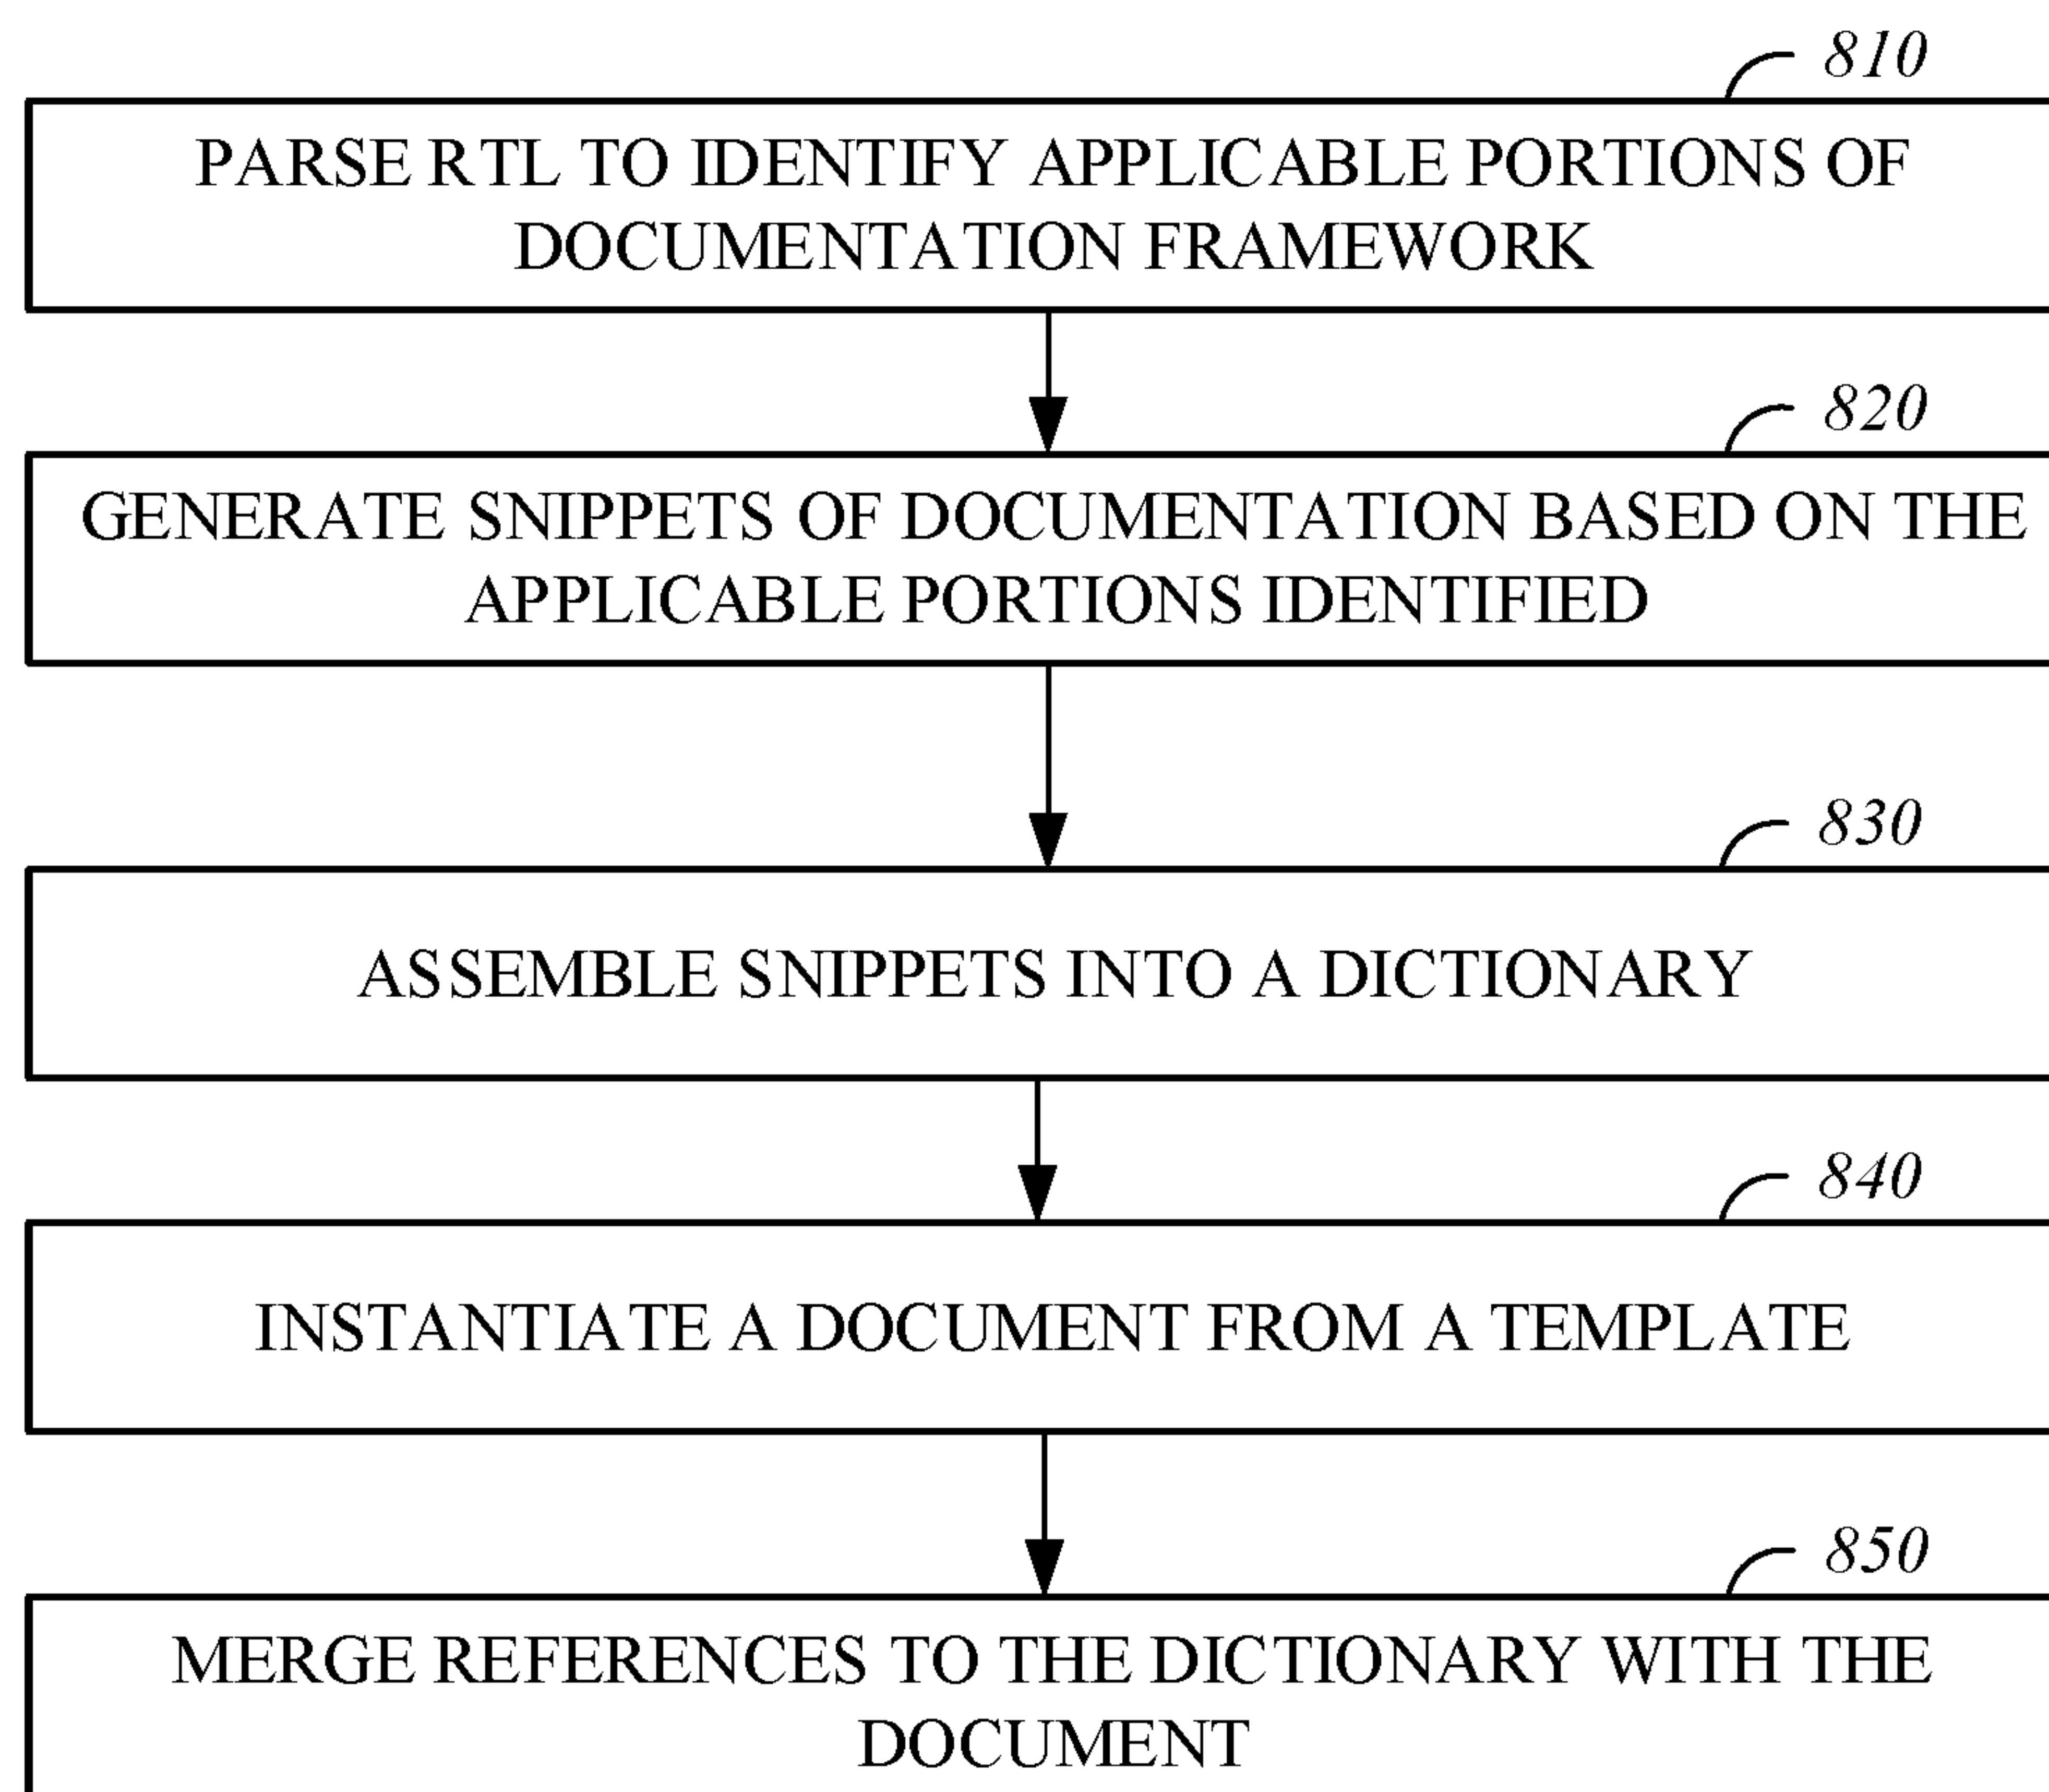 810
PARSE RTL TO IDENTIFY APPLICABLE PORTIONS OF
DOCUMENTATION FRAMEWORK
820
GENERATE SNIPPETS OF DOCUMENTATION BASED ON THE
APPLICABLE PORTIONS IDENTIFIED
830
ASSEMBLE SNIPPETS INTO A DICTIONARY
840
INSTANTIATE A DOCUMENT FROM A TEMPLATE
850
MERGE REFERENCES TO THE DICTIONARY WITH THE
DOCUMENT